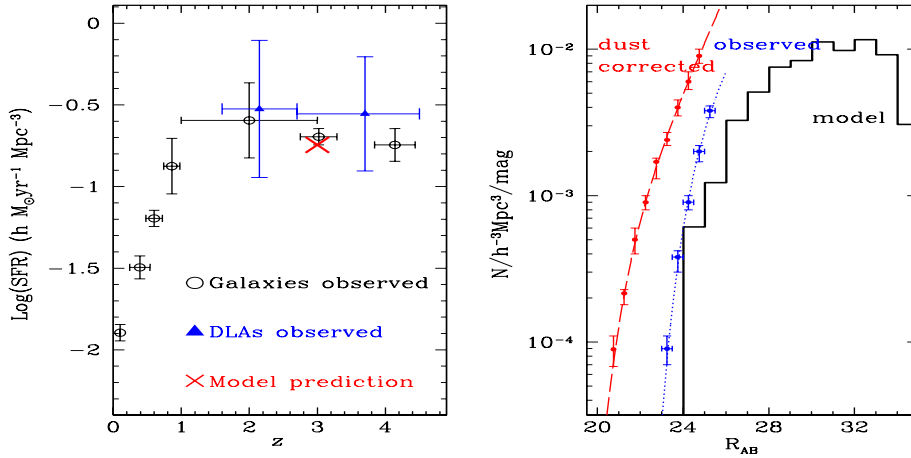 Log(SFR) (h M⊙yr⁻¹ Mpc⁻³)
0
−0.5
−1
−1.5
−2
Galaxies observed
DLAs observed
Model prediction
0 1 2 3 4
z
N/h⁻³Mpc³/mag
10⁻²
10⁻³
10⁻⁴
dust
corrected
observed
model
20 24 28 32
R_AB